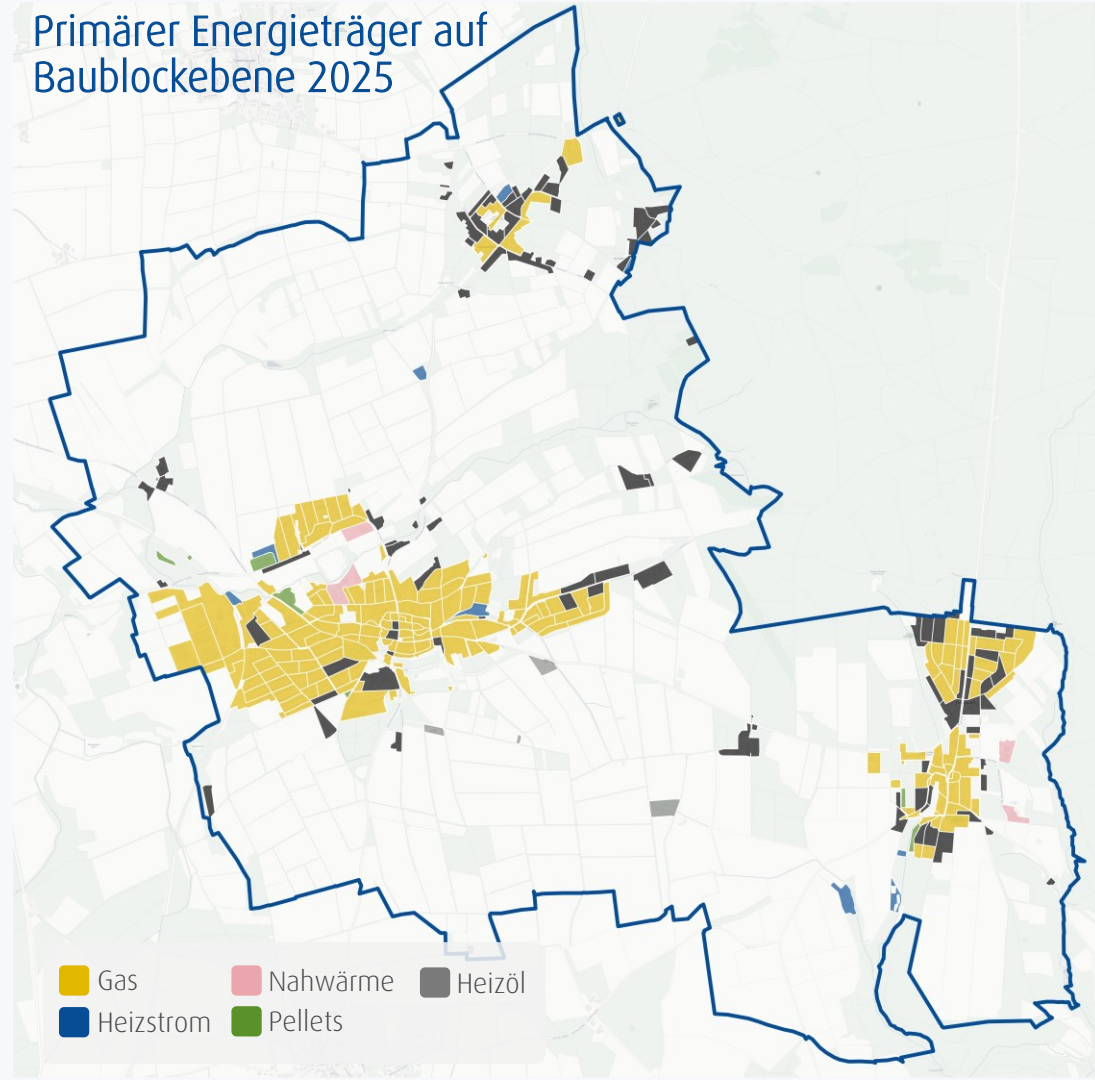 Primärer Energieträger auf
Baublockebene 2025
Gas
Nahwärme
Heizöl
Heizstrom
Pellets